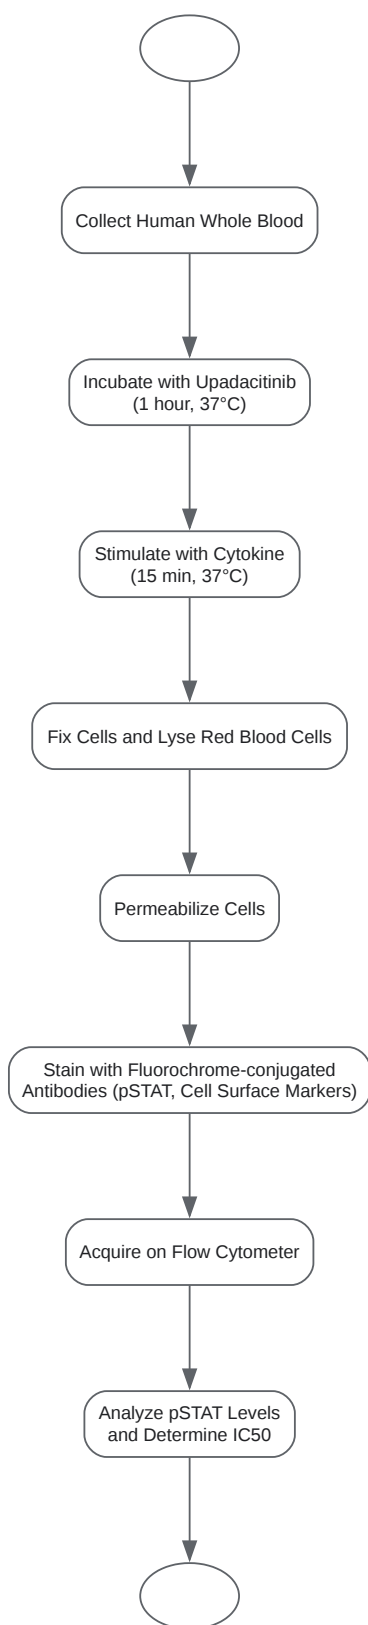 Collect Human Whole Blood
Incubate with Upadacitinib
(1 hour, 37°C)
Stimulate with Cytokine
(15 min, 37°C)
Fix Cells and Lyse Red Blood Cells
Permeabilize Cells
Stain with Fluorochrome-conjugated
Antibodies (pSTAT, Cell Surface Markers)
Acquire on Flow Cytometer
Analyze pSTAT Levels
and Determine IC50